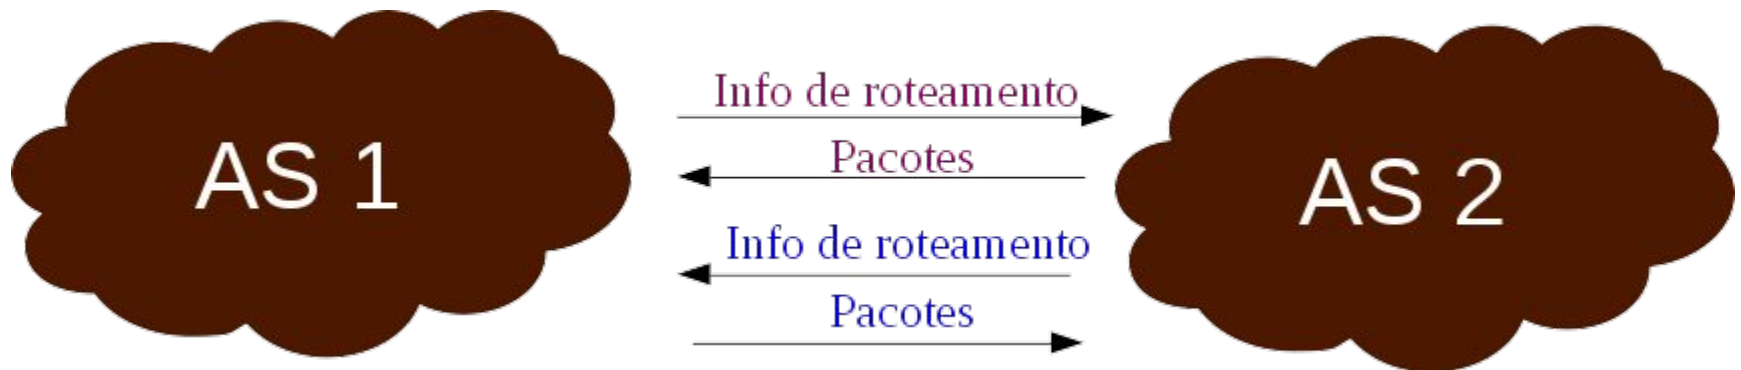 AS 1
Info de roteamento
Pacotes
Info de roteamento
Pacotes
AS 2